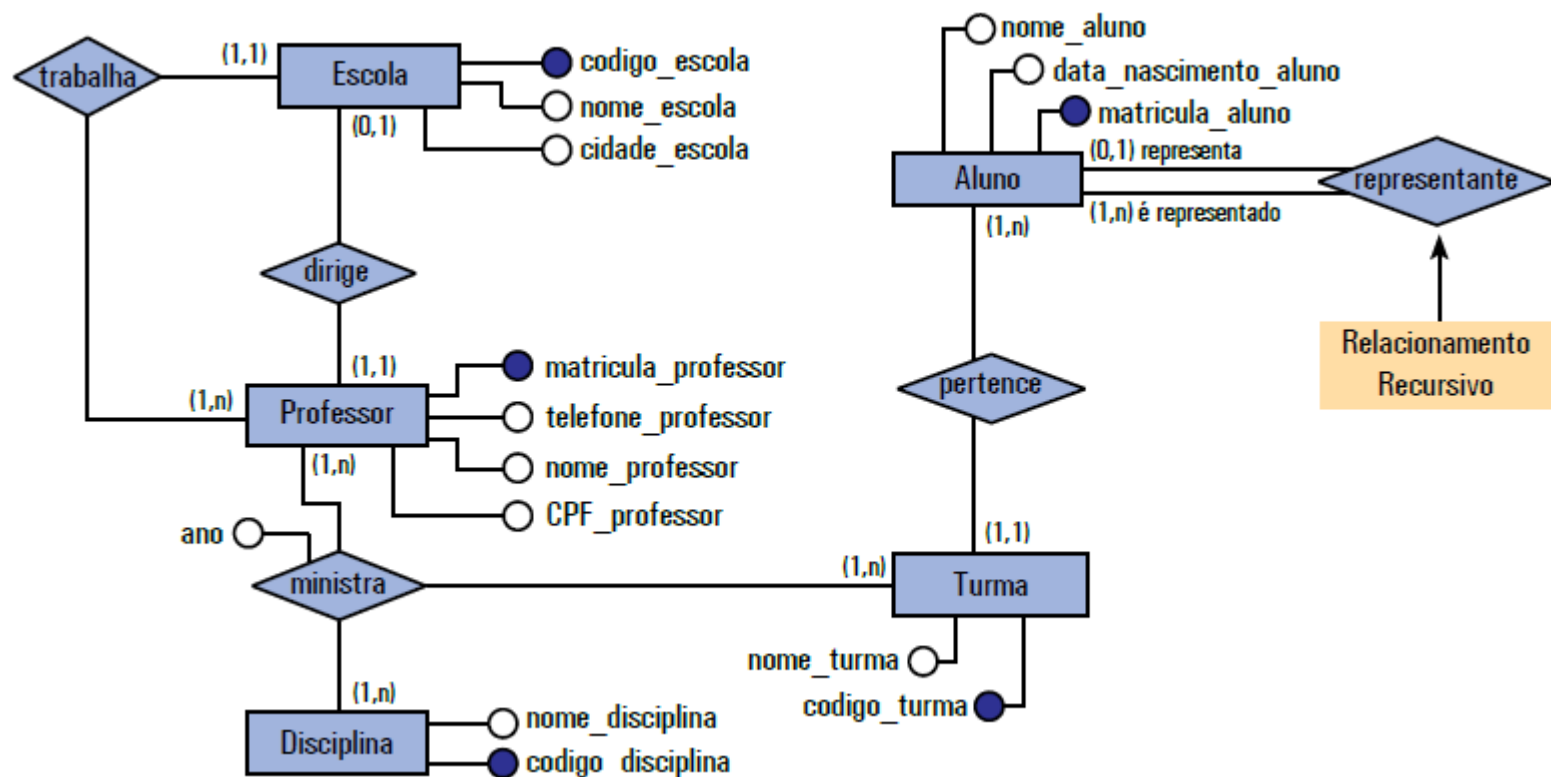 trabalha
(1,1)
Escola
codigo_escola
nome_escola
cidade_escola
(0,1)
dirige
(1,1)
(1,n)
Professor
matricula_professor
telefone_professor
nome_professor
CPF_professor
(1,n)
ano
ministra
(1,n)
(1,n)
Disciplina
nome_disciplina
codigo_disciplina
nome_aluno
data_nascimento_aluno
matricula_aluno
Aluno
(0,1) representa
(1,n) é representado
representante
(1,n)
Relacionamento
Recursivo
pertence
(1,1)
Turma
nome_turma
codigo_turma